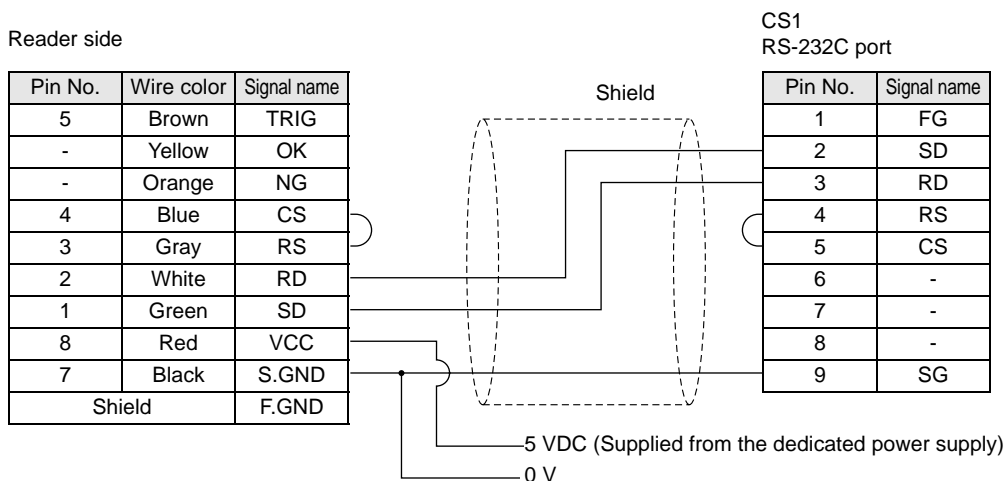 Reader side
CS1
RS-232C port
Pin No. Wire color Signal name
5 Brown TRIG
- Yellow OK
- Orange NG
4 Blue CS
3 Gray RS
2 White RD
1 Green SD
8 Red VCC
7 Black S.GND
Shield F.GND
Shield
Pin No. Signal name
1 FG
2 SD
3 RD
4 RS
5 CS
6 -
7 -
8 -
9 SG
5 VDC (Supplied from the dedicated power supply)
0 V